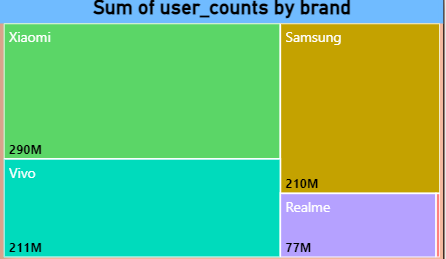 Sum of user_counts by brand
Xiaomi
290M
Vivo
211M
Samsung
210M
Realme
77M